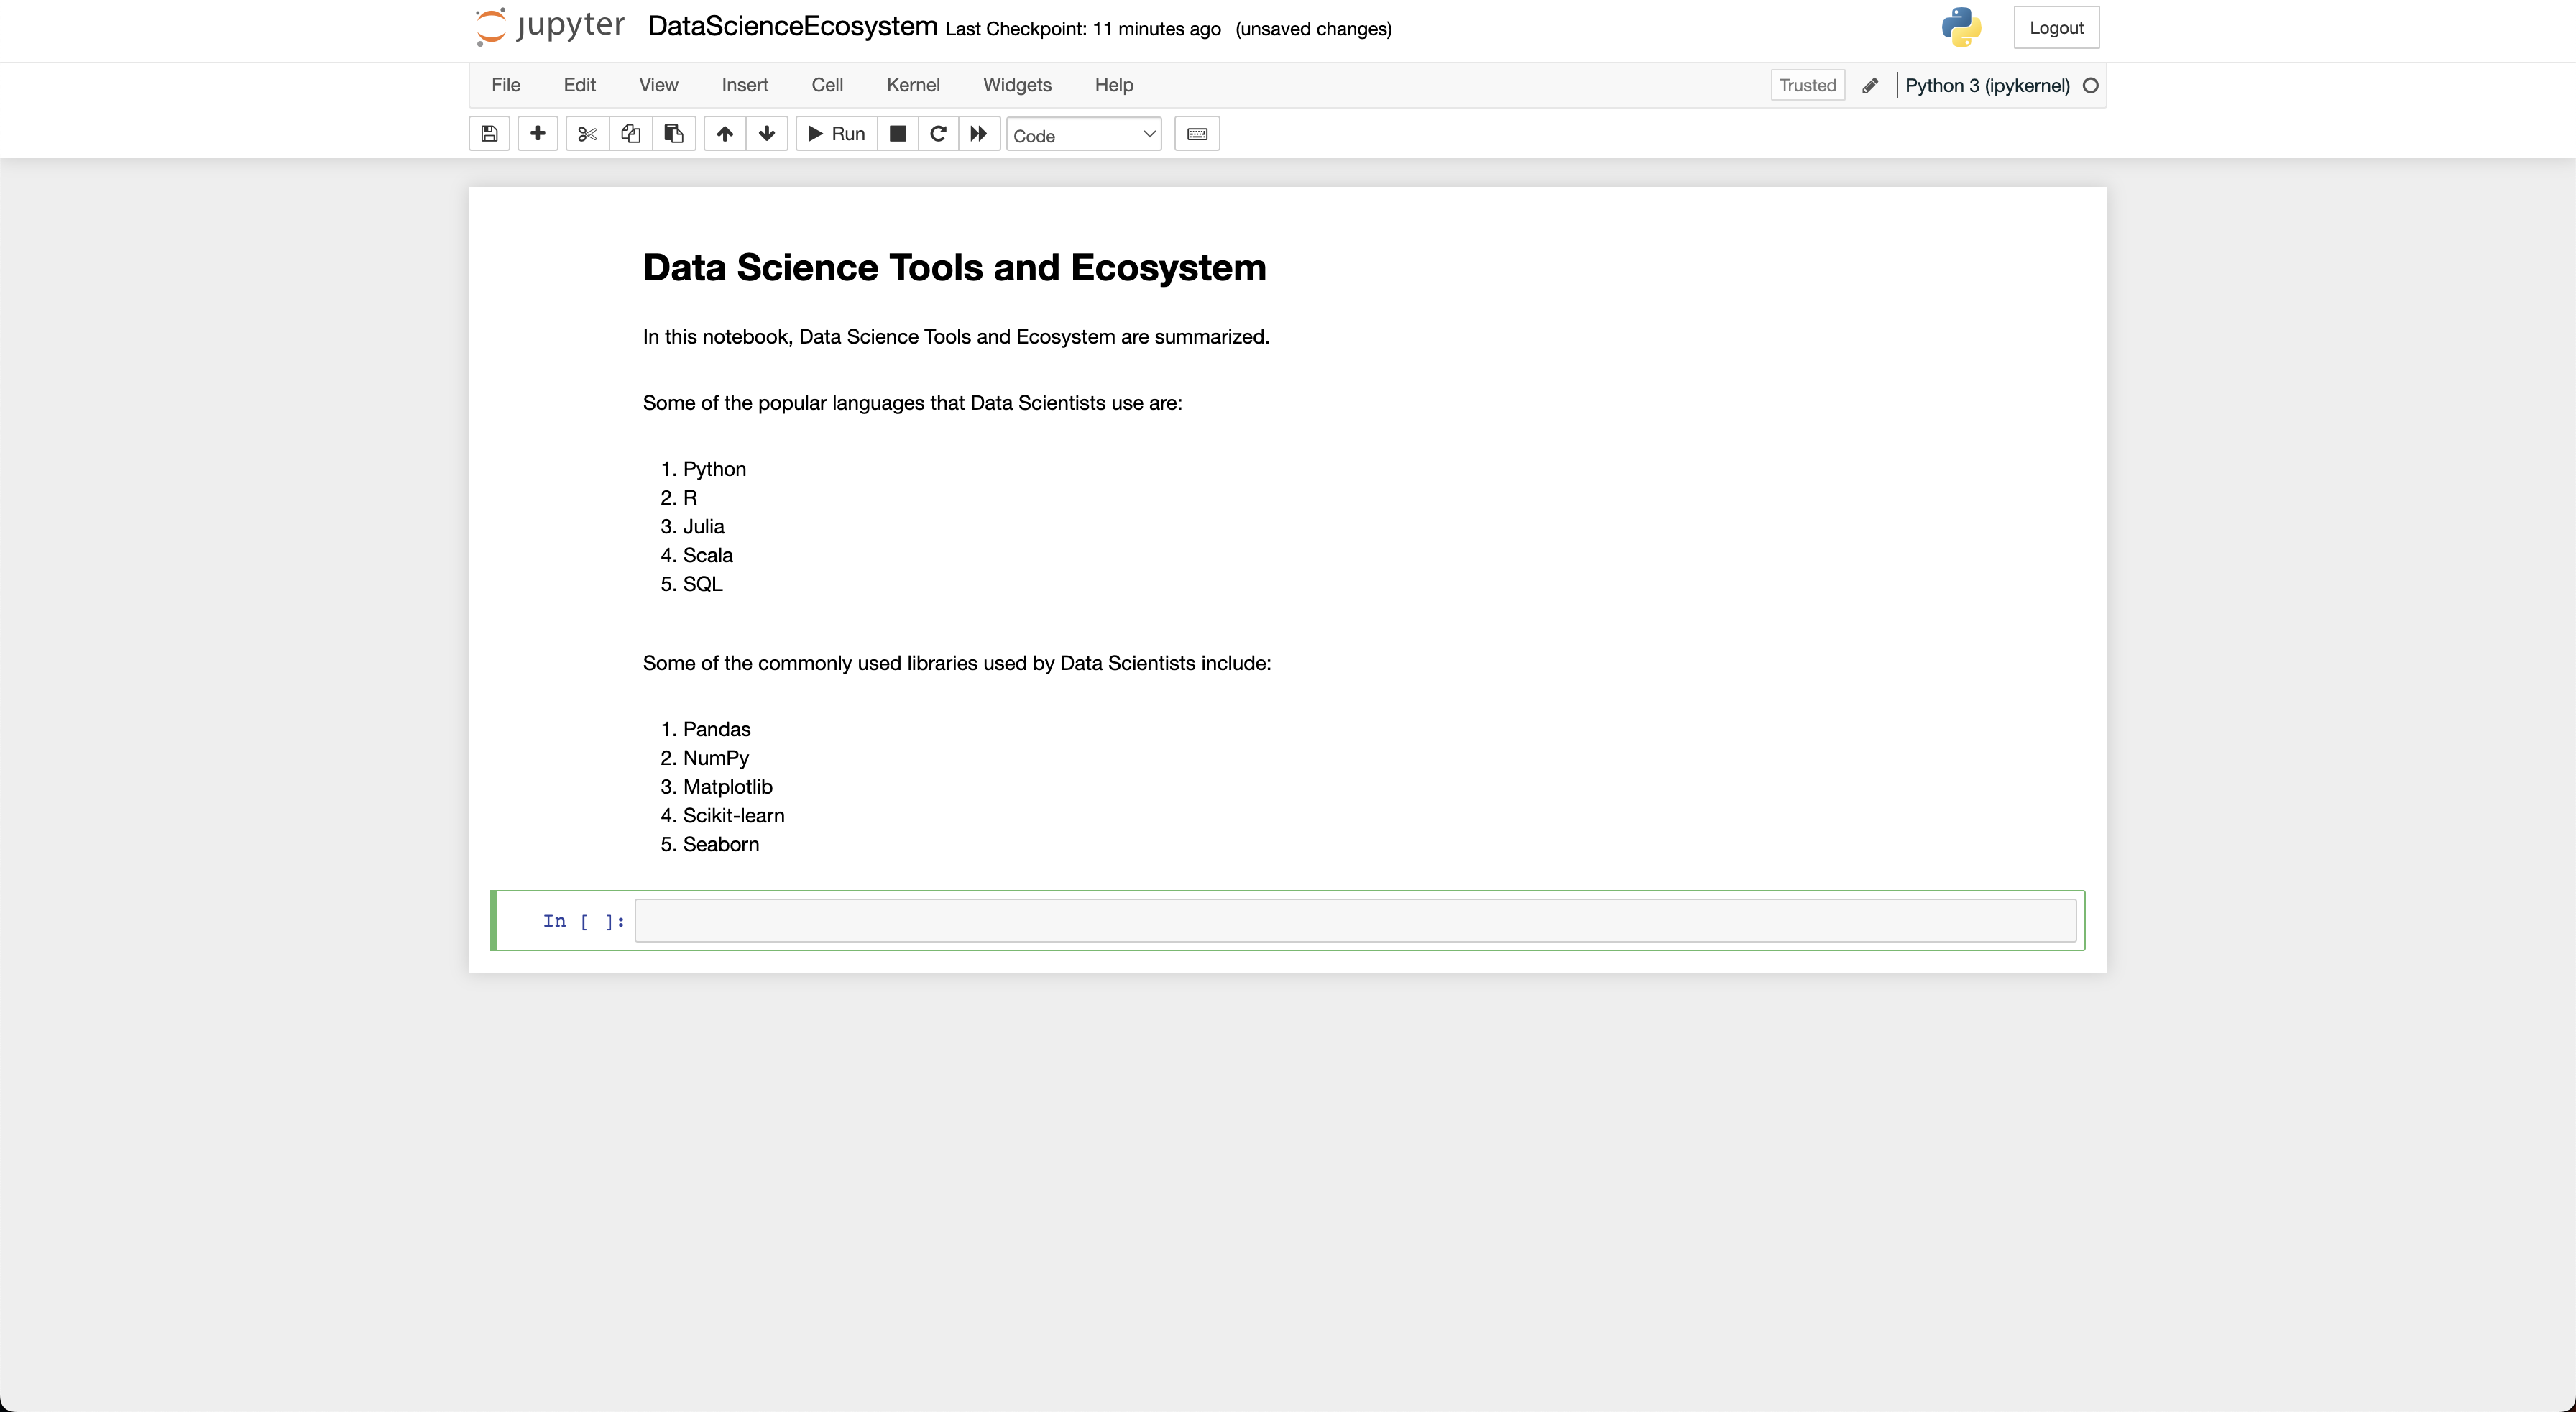 jupyter DataScienceEcosystem Last Checkpoint: 11 minutes ago (unsaved changes) Logout
File Edit View Insert Cell Kernel Widgets Help Trusted Python 3 (ipykernel)
Run Code
Data Science Tools and Ecosystem
In this notebook, Data Science Tools and Ecosystem are summarized.
Some of the popular languages that Data Scientists use are:
1. Python
2. R
3. Julia
4. Scala
5. SQL
Some of the commonly used libraries used by Data Scientists include:
1. Pandas
2. NumPy
3. Matplotlib
4. Scikit-learn
5. Seaborn
In [ ]: